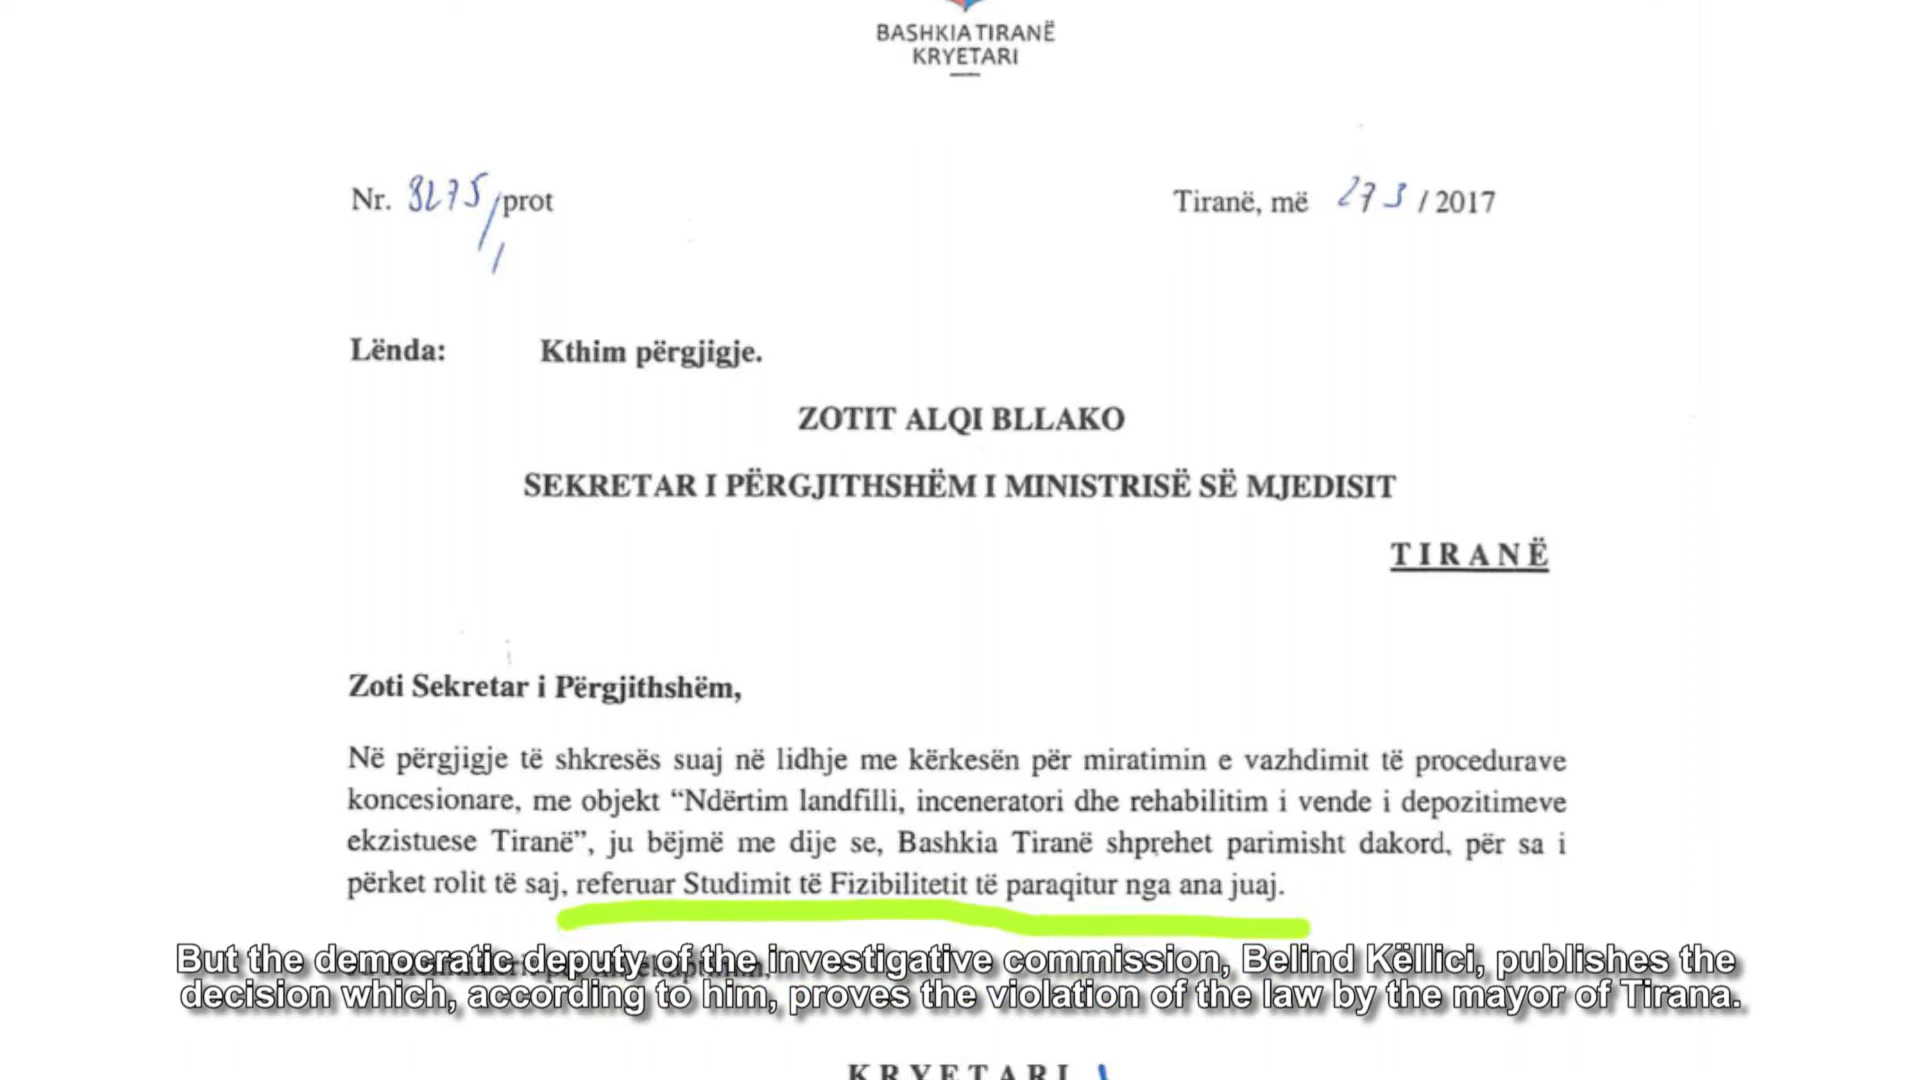 BASHKIA TIRANË
KRYETARI
Nr. 3275/1 prot
Tiranë, më 27 3 / 2017
Lënda: Kthim përgjigje.
ZOTIT ALQI BLLAKO
SEKRETAR I PËRGJITHSHËM I MINISTRISË SË MJEDISIT
TIRANË
Zoti Sekretar i Përgjithshëm,
Në përgjigje të shkresës suaj në lidhje me kërkesën për miratimin e vazhdimit të procedurave
koncesionare, me objekt “Ndërtim landfilli, inceneratori dhe rehabilitim i vende i depozitimeve
ekzistuese Tiranë”, ju bëjmë me dije se, Bashkia Tiranë shprehet parimisht dakord, për sa i
përket rolit të saj, referuar Studimit të Fizibilitetit të paraqitur nga ana juaj.
But the democratic deputy of the investigative commission, Belind Këllici, publishes the
decision which, according to him, proves the violation of the law by the mayor of Tirana.
KRYETARI